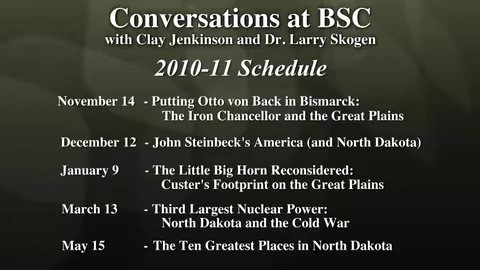 Conversations at BSC
with Clay Jenkinson and Dr. Larry Skogen
2010-11 Schedule
November 14 - Putting Otto von Back in Bismarck:
The Iron Chancellor and the Great Plains
December 12 - John Steinbeck's America (and North Dakota)
January 9 - The Little Big Horn Reconsidered:
Custer's Footprint on the Great Plains
March 13 - Third Largest Nuclear Power:
North Dakota and the Cold War
May 15 - The Ten Greatest Places in North Dakota